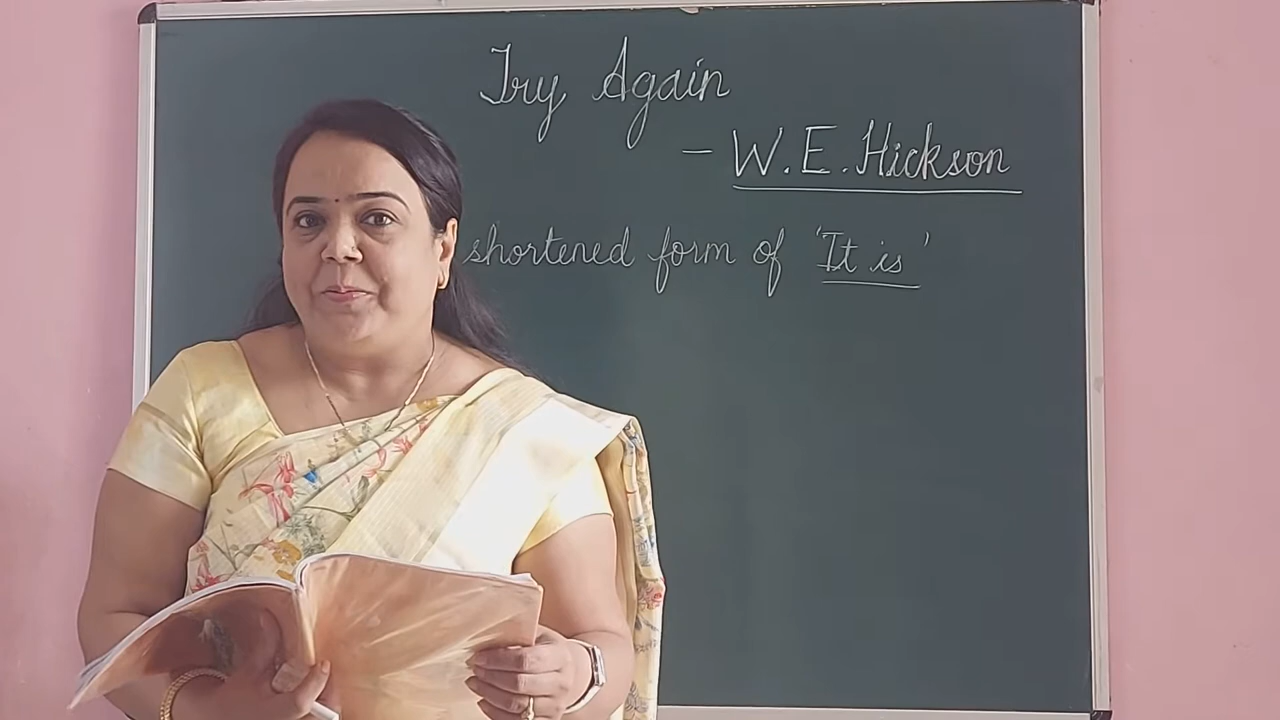 Try Again
- W. E. Hickson
shortened form of 'It is'